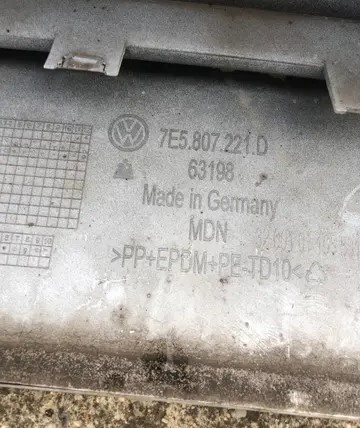 7E5.807.221.D
63198
Made in Germany
MDN
>PP+EPDM+PE-TD10<